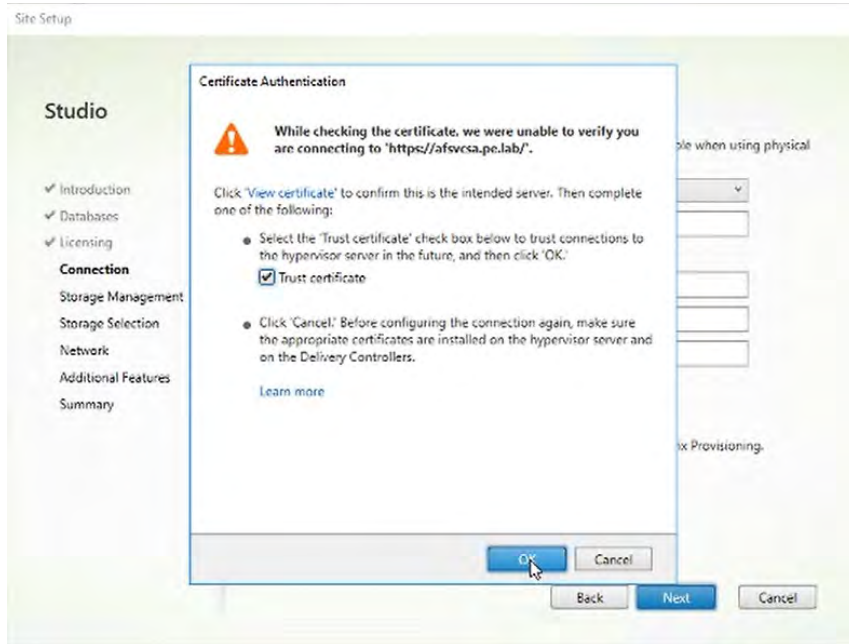 Site Setup
Certificate Authentication
Studio
While checking the certificate, we were unable to verify you
are connecting to 'https://afsvcsa.pe.lab/'.
when using physical
Click 'View certificate' to confirm this is the intended server. Then complete
one of the following:
✔ Introduction
✔ Databases
✔ Licensing
Connection
Storage Management
Storage Selection
Network
Additional Features
Summary
● Select the 'Trust certificate' check box below to trust connections to
the hypervisor server in the future, and then click 'OK.'
Trust certificate
● Click 'Cancel.' Before configuring the connection again, make sure
the appropriate certificates are installed on the hypervisor server and
on the Delivery Controllers.
Learn more
Provisioning.
OK
Cancel
Back
Next
Cancel